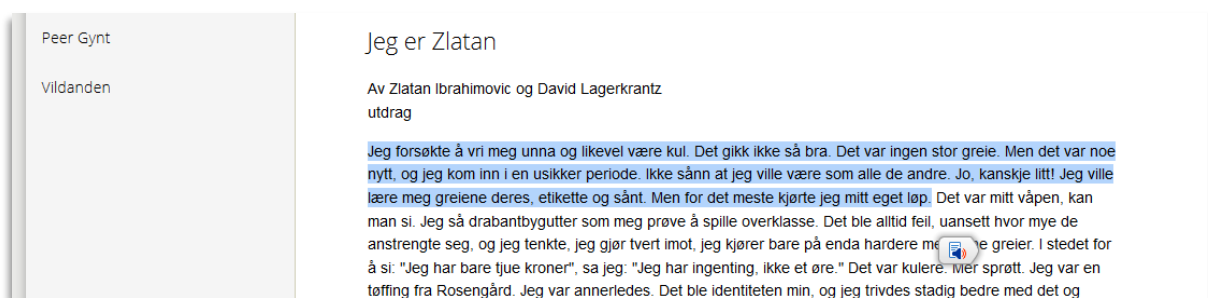 Peer Gynt
Vildanden
Jeg er Zlatan
Av Zlatan Ibrahimovic og David Lagerkrantz
utdrag
Jeg forsøkte å vri meg unna og likevel være kul. Det gikk ikke så bra. Det var ingen stor greie. Men det var noe
nytt, og jeg kom inn i en usikker periode. Ikke sånn at jeg ville være som alle de andre. Jo, kanskje litt! Jeg ville
lære meg greiene deres, etikette og sånt. Men for det meste kjørte jeg mitt eget løp. Det var mitt våpen, kan
man si. Jeg så drabantbygutter som meg prøve å spille overklasse. Det ble alltid feil, uansett hvor mye de
anstrengte seg, og jeg tenkte, jeg gjør tvert imot, jeg kjører bare på enda hardere greier. I stedet for
å si: "Jeg har bare tjue kroner", sa jeg: "Jeg har ingenting, ikke et øre." Det var kulere. Mer sprøtt. Jeg var en
tøffing fra Rosengård. Jeg var annerledes. Det ble identiteten min, og jeg trivdes stadig bedre med det og